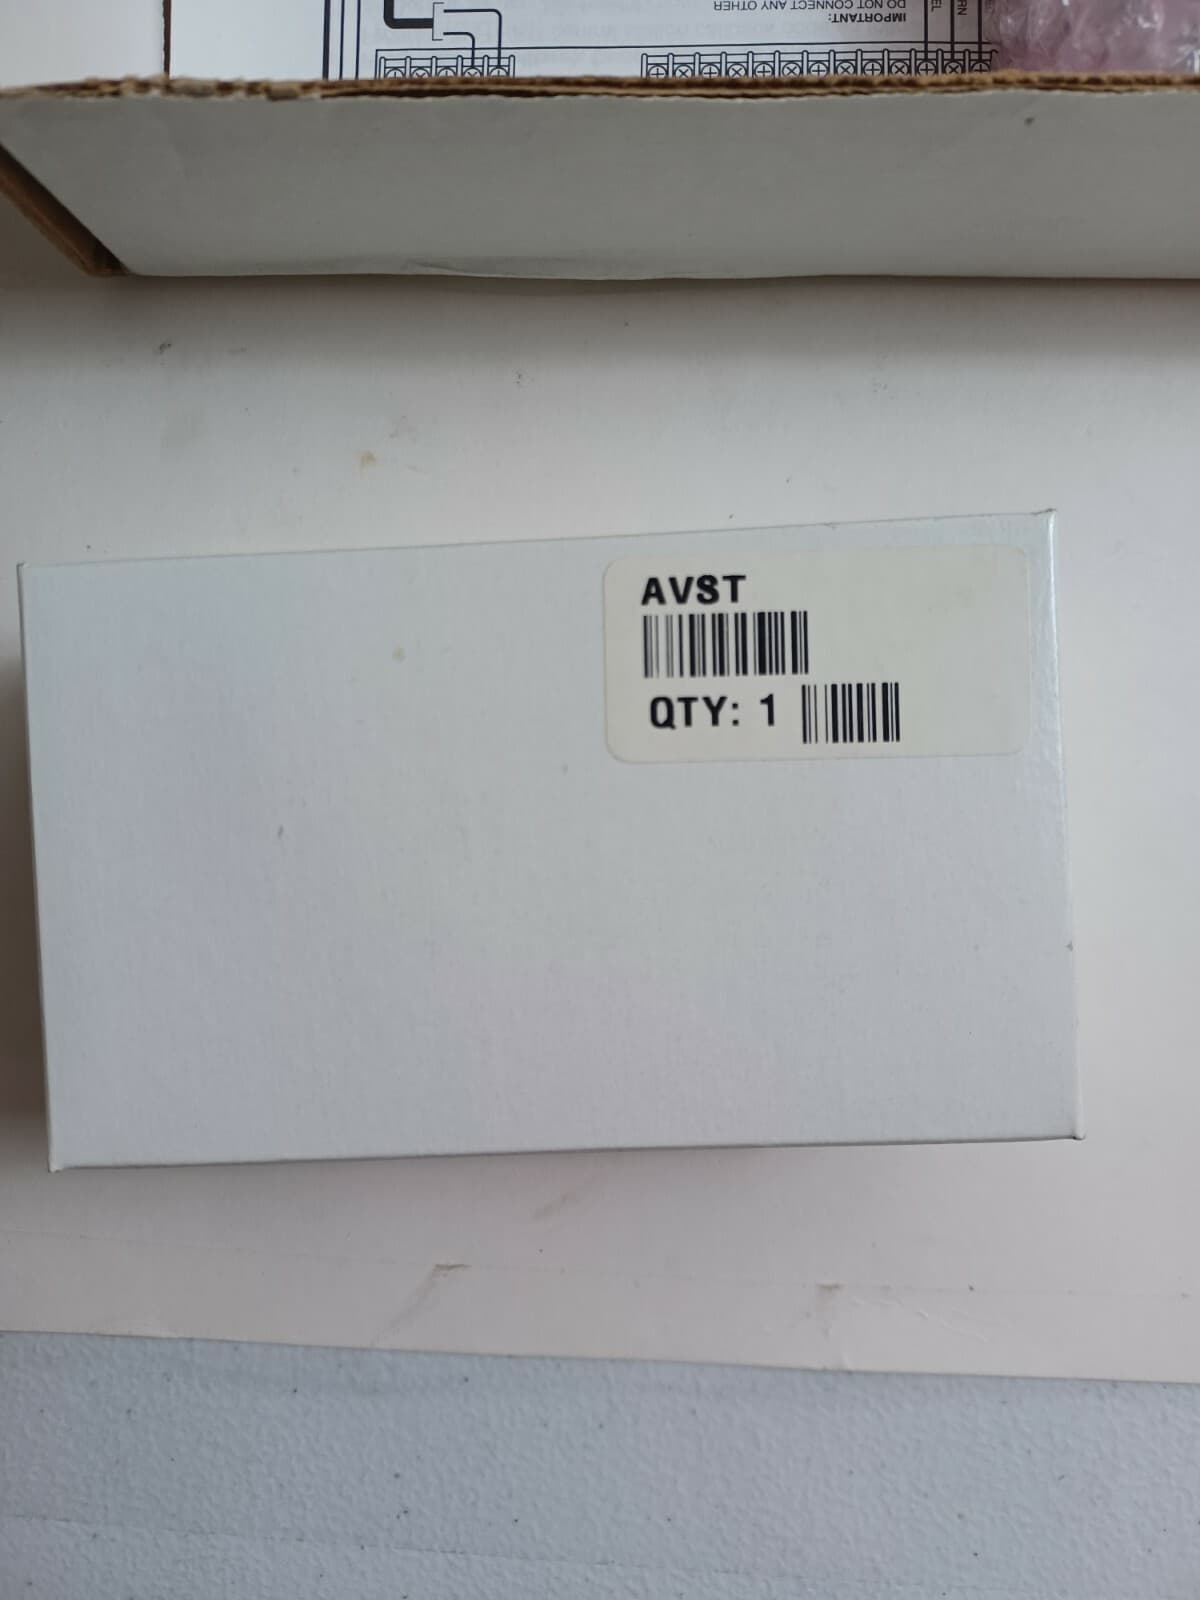 DO NOT CONNECT ANY OTHER
IMPORTANT:
AVST
QTY: 1